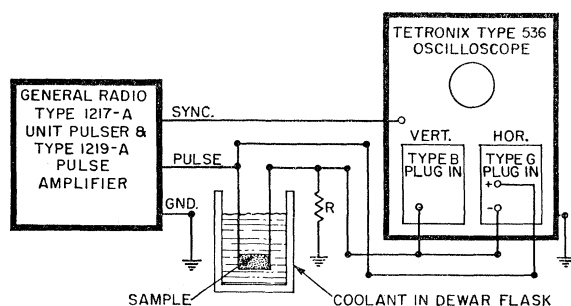 TETRONIX TYPE 536
OSCILLOSCOPE
GENERAL RADIO
TYPE 1217-A
UNIT PULSER &
TYPE 1219-A
PULSE
AMPLIFIER
SYNC.
PULSE
GND.
VERT.
HOR.
TYPE B
PLUG IN
TYPE G
PLUG IN
+
-
R
SAMPLE
COOLANT IN DEWAR FLASK